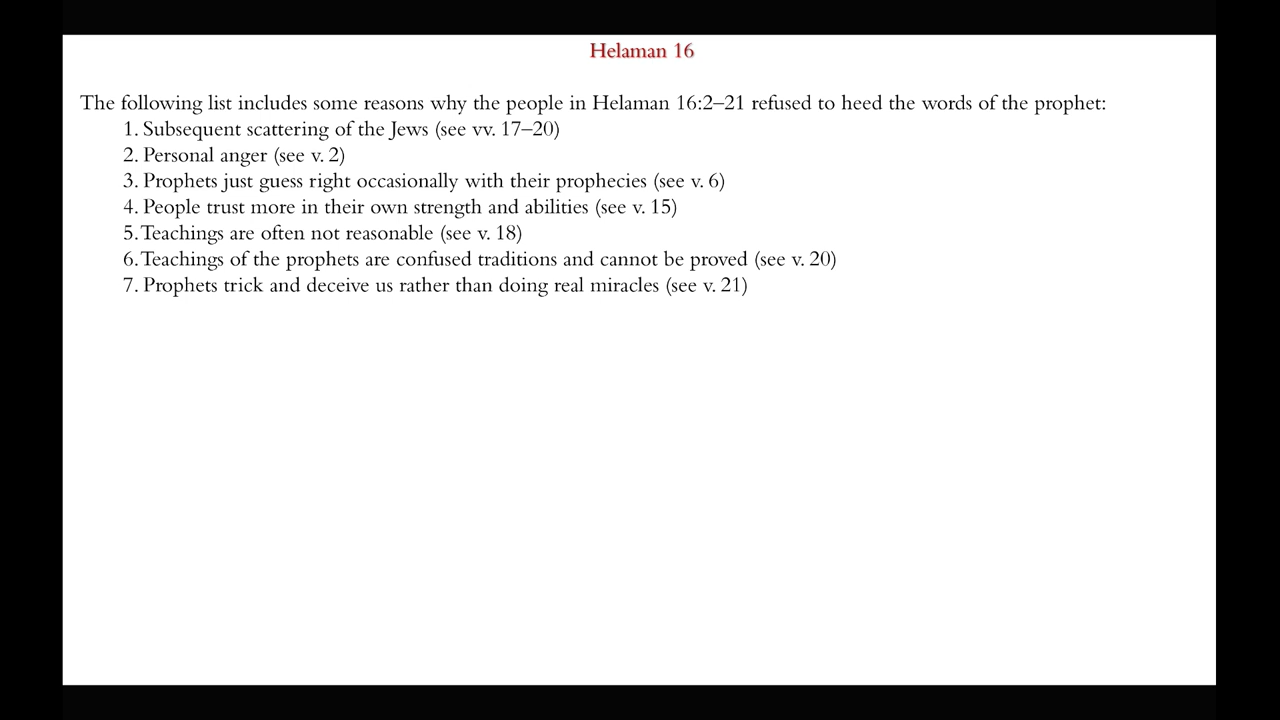 Helaman 16
The following list includes some reasons why the people in Helaman 16:2–21 refused to heed the words of the prophet:
1. Subsequent scattering of the Jews (see vv. 17–20)
2. Personal anger (see v. 2)
3. Prophets just guess right occasionally with their prophecies (see v. 6)
4. People trust more in their own strength and abilities (see v. 15)
5. Teachings are often not reasonable (see v. 18)
6. Teachings of the prophets are confused traditions and cannot be proved (see v. 20)
7. Prophets trick and deceive us rather than doing real miracles (see v. 21)